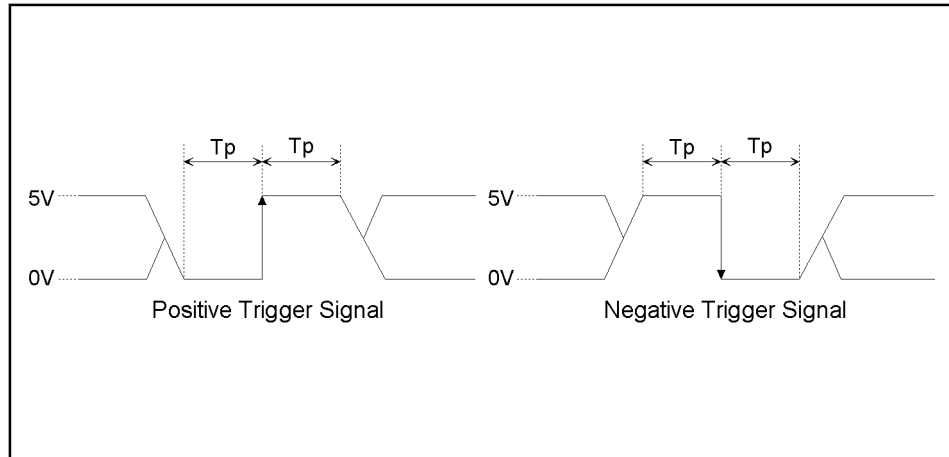 Tp Tp Tp Tp
5V 5V
0V 0V
Positive Trigger Signal Negative Trigger Signal